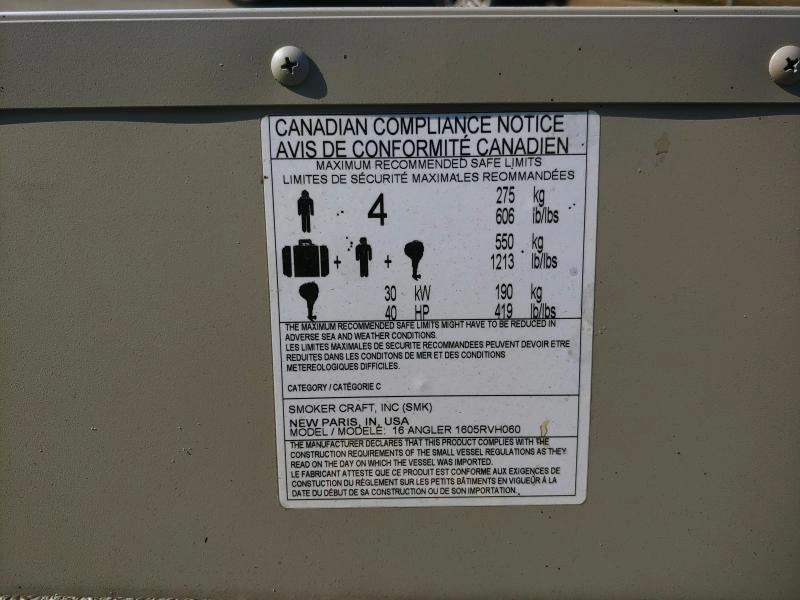 CANADIAN COMPLIANCE NOTICE
AVIS DE CONFORMITÉ CANADIEN
MAXIMUM RECOMMENDED SAFE LIMITS
LIMITES DE SÉCURITÉ MAXIMALES REOMMANDÉES
4 275 kg
606 lb/lbs
+ + 550 kg
1213 lb/lbs
30 kW 190 kg
40 HP 419 lb/lbs
THE MAXIMUM RECOMMENDED SAFE LIMITS MIGHT HAVE TO BE REDUCED IN
ADVERSE SEA AND WEATHER CONDITIONS.
LES LIMITES MAXIMALES DE SECURITE RECOMMANDEES PEUVENT DEVOIR ETRE
REDUITES DANS LES CONDITONS DE MER ET DES CONDITIONS
METEREOLOGIQUES DIFFICILES.
CATEGORY / CATÉGORIE C
SMOKER CRAFT, INC (SMK)
NEW PARIS, IN, USA
MODEL / MODELE: 16 ANGLER 1605RVH060
THE MANUFACTURER DECLARES THAT THIS PRODUCT COMPLIES WITH THE
CONSTRUCTION REQUIREMENTS OF THE SMALL VESSEL REGULATIONS AS THEY
READ ON THE DAY ON WHICH THE VESSEL WAS IMPORTED.
LE FABRICANT ATTESTE QUE CE PRODUIT EST CONFORME AUX EXIGENCES DE
CONSTUCTION DU RÈGLEMENT SUR LES PETITS BÂTIMENTS EN VIGUEUR À LA
DATE DU DÉBUT DE SA CONSTRUCTION OU DE SON IMPORTATION.